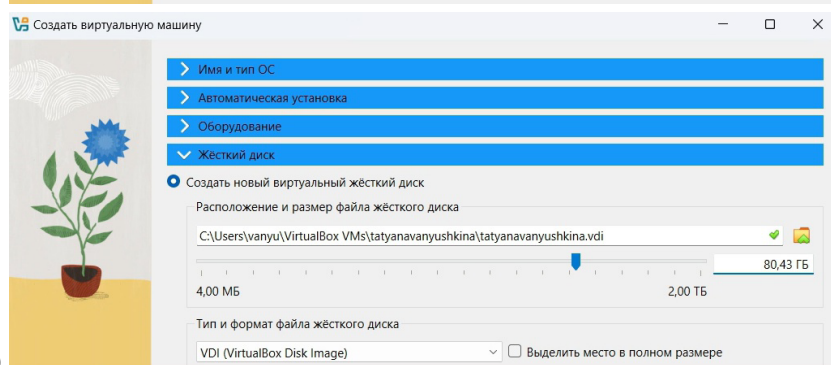 Создать виртуальную машину
Имя и тип ОС
Автоматическая установка
Оборудование
Жёсткий диск
Создать новый виртуальный жёсткий диск
Расположение и размер файла жёсткого диска
C:\Users\vanyu\VirtualBox VMs\tatyanavanyushkina\tatyanavanyushkina.vdi
80,43 ГБ
4,00 МБ 2,00 ТБ
Тип и формат файла жёсткого диска
VDI (VirtualBox Disk Image) Выделить место в полном размере